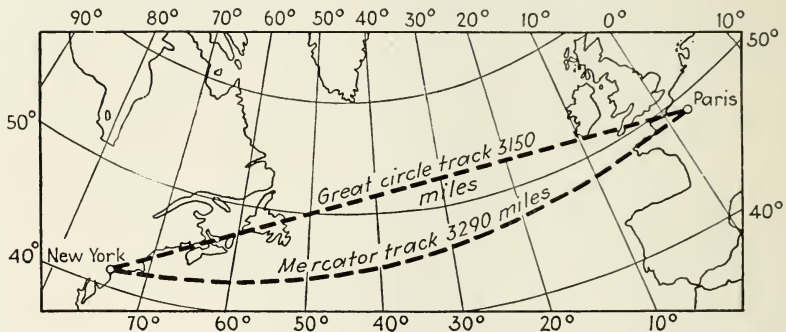 90° 80° 70° 60° 50° 40° 30° 20° 10° 0° 10°
50°
50°
Paris
Great circle track 3150
miles
Mercator track 3290 miles
40°
40°
New York
70° 60° 50° 40° 30° 20° 10°